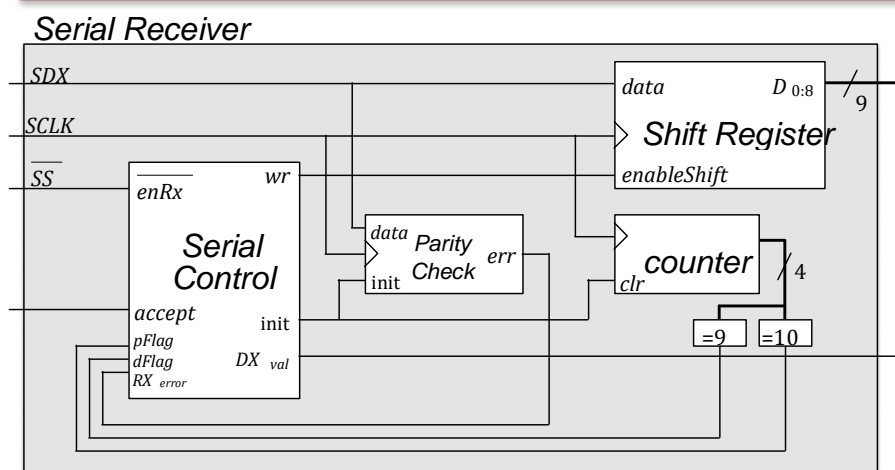 Serial Receiver
SDX
SCLK
SS
data
D 0:8
9
Shift Register
enableShift
enRx
wr
Serial
Control
accept
pFlag
dFlag
RX error
init
DX val
data
Parity
Check
init
err
counter
clr
4
=9
=10